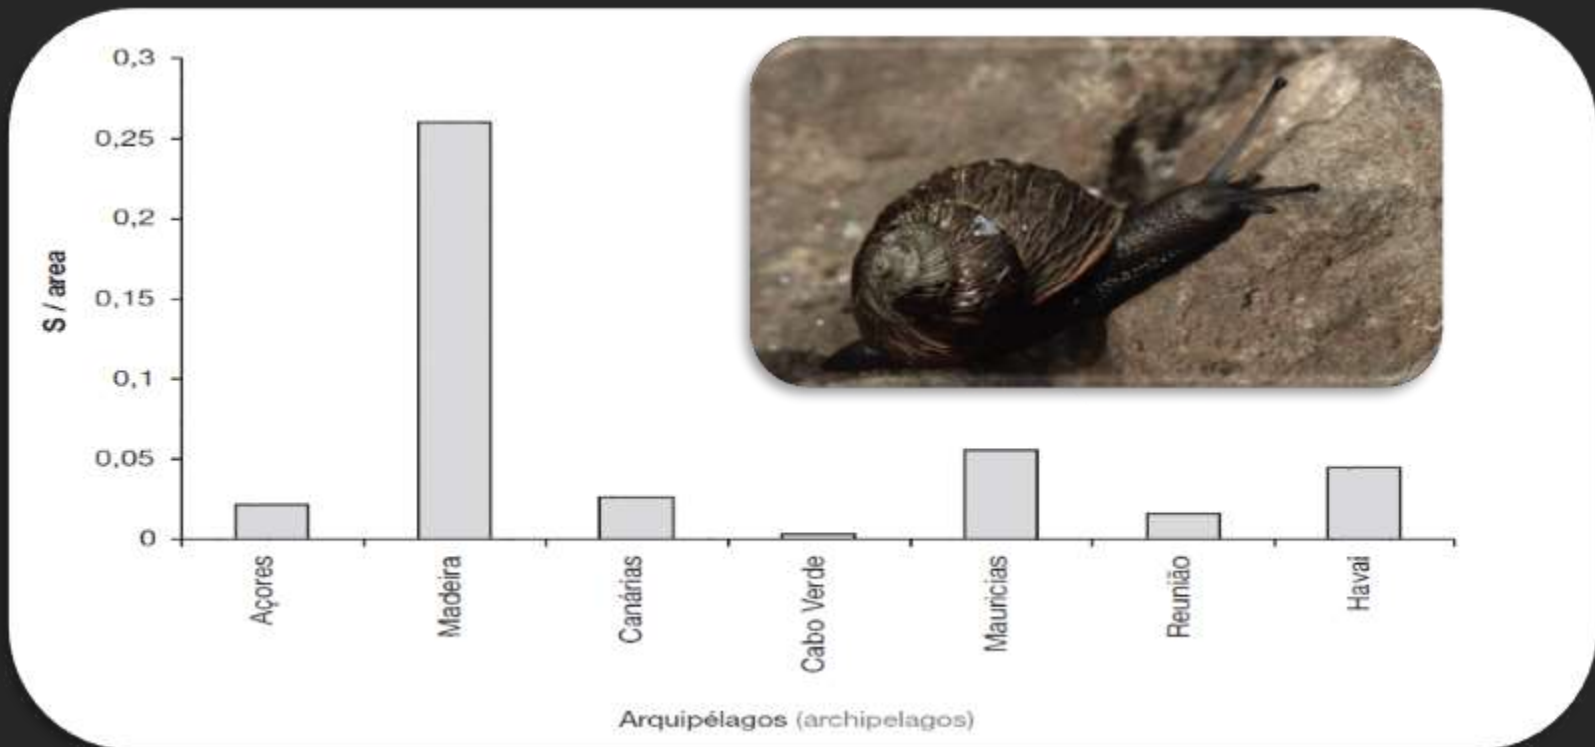 0,3
0,25
0,2
0,15
0,1
0,05
0
S / area
Açores
Madeira
Canárias
Cabo Verde
Mauricias
Reunião
Havai
Arquipélagos (archipelagos)